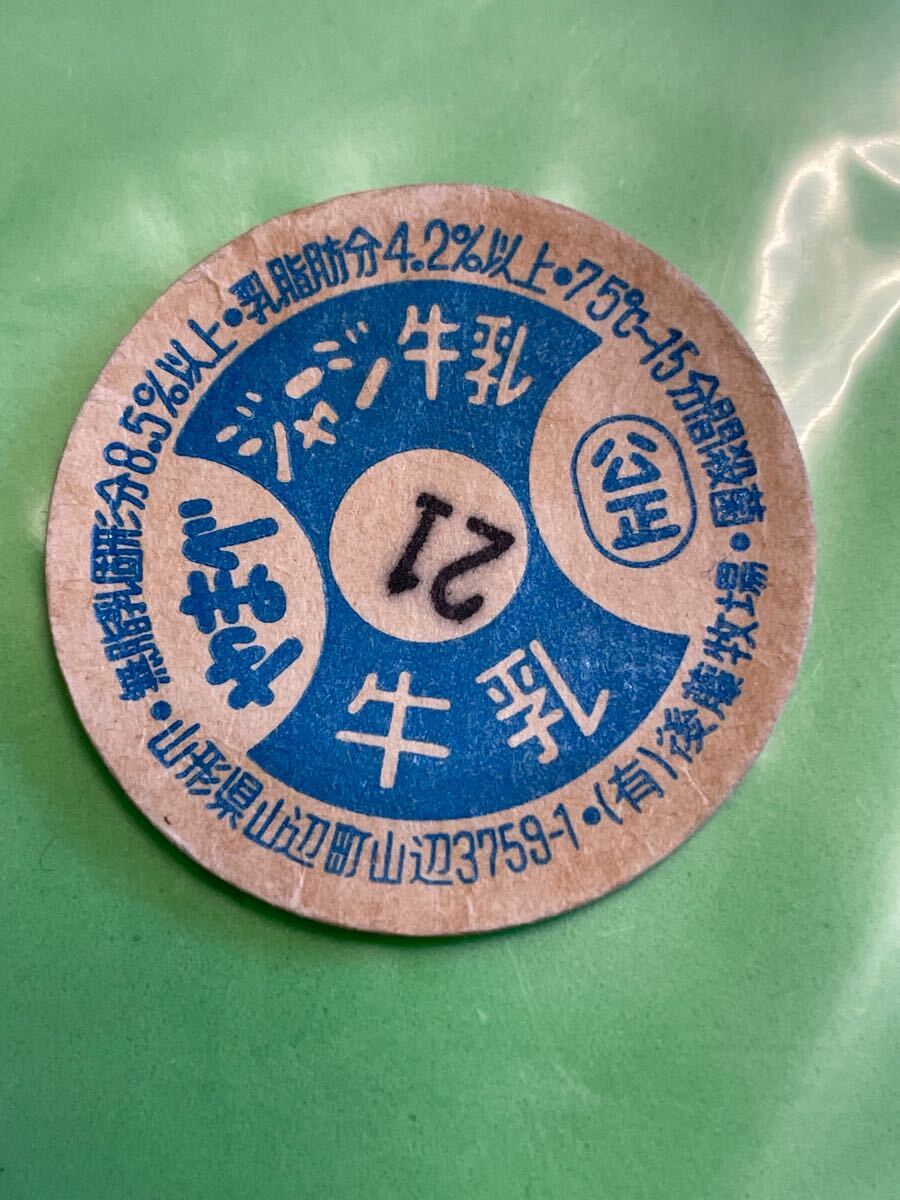 無脂乳固形分8.5%以上・乳脂肪分4.2%以上・75℃-15分間殺菌・(有)後藤牧場
ジャージー牛乳
公正
やまべ
21
牛乳
山形県山辺町山辺3759-1